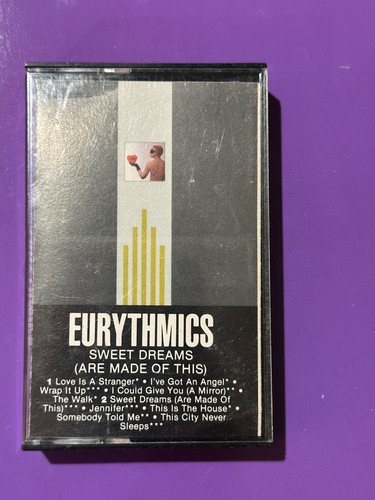 EURYTHMICS
SWEET DREAMS
(ARE MADE OF THIS)
1 Love Is A Stranger* • I've Got An Angel* •
Wrap It Up*** • I Could Give You (A Mirror)** •
The Walk* 2 Sweet Dreams (Are Made Of
This)*** • Jennifer*** • This Is The House* •
Somebody Told Me** • This City Never
Sleeps***